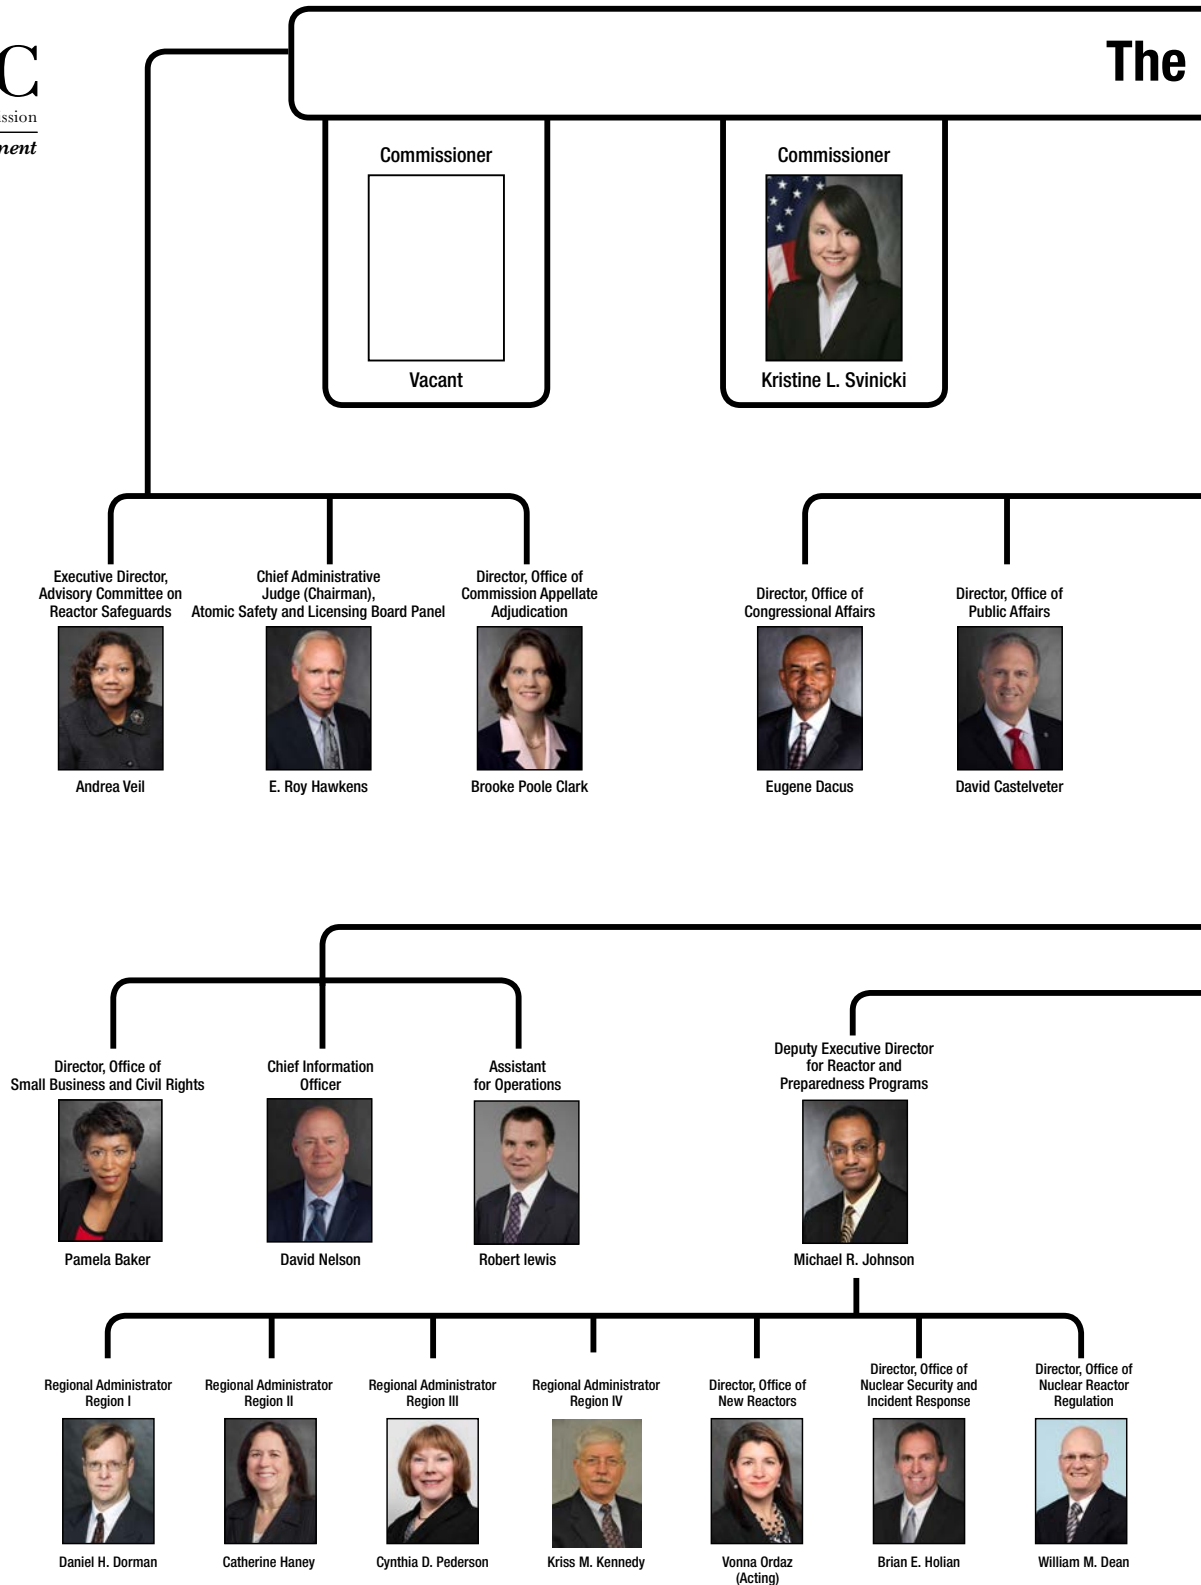 The
C
ssion
nent
Commissioner
Vacant
Commissioner
Kristine L. Svinicki
Executive Director,
Advisory Committee on
Reactor Safeguards
Andrea Veil
Chief Administrative
Judge (Chairman),
Atomic Safety and Licensing Board Panel
E. Roy Hawkens
Director, Office of
Commission Appellate
Adjudication
Brooke Poole Clark
Director, Office of
Congressional Affairs
Eugene Dacus
Director, Office of
Public Affairs
David Castelveter
Director, Office of
Small Business and Civil Rights
Pamela Baker
Chief Information
Officer
David Nelson
Assistant
for Operations
Robert lewis
Deputy Executive Director
for Reactor and
Preparedness Programs
Michael R. Johnson
Regional Administrator
Region I
Daniel H. Dorman
Regional Administrator
Region II
Catherine Haney
Regional Administrator
Region III
Cynthia D. Pederson
Regional Administrator
Region IV
Kriss M. Kennedy
Director, Office of
New Reactors
Vonna Ordaz
(Acting)
Director, Office of
Nuclear Security and
Incident Response
Brian E. Holian
Director, Office of
Nuclear Reactor
Regulation
William M. Dean